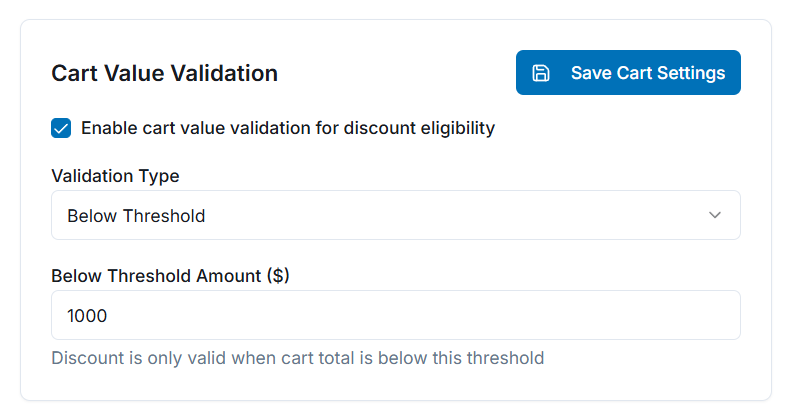 Cart Value Validation
Save Cart Settings
Enable cart value validation for discount eligibility
Validation Type
Below Threshold
Below Threshold Amount ($)
1000
Discount is only valid when cart total is below this threshold